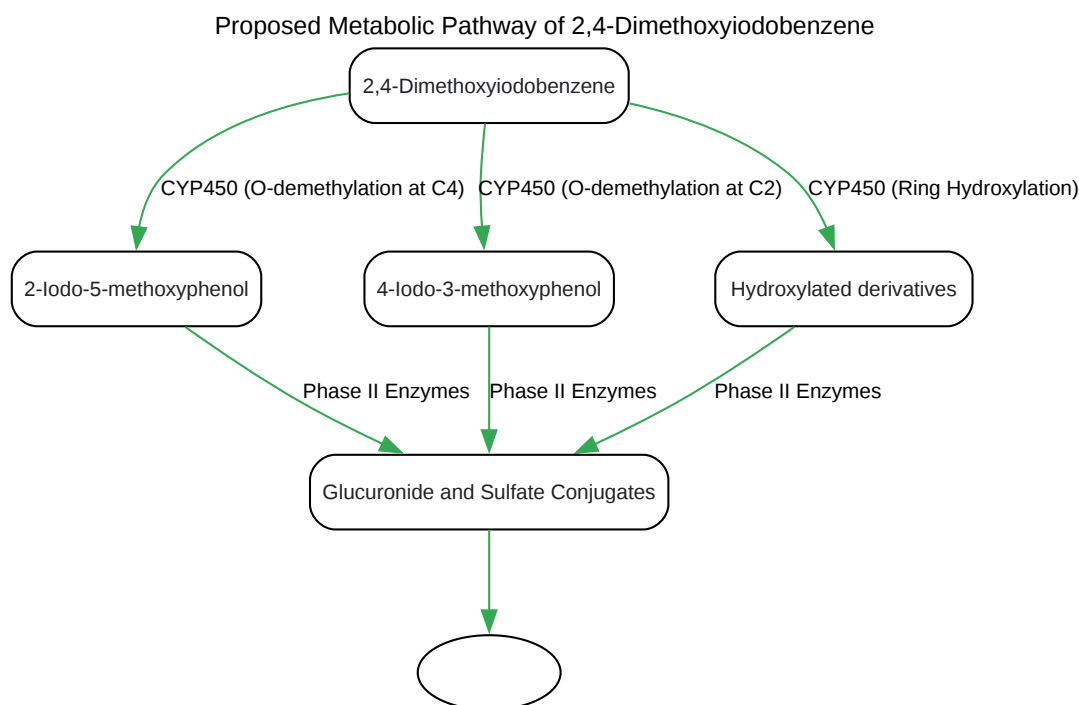 Proposed Metabolic Pathway of 2,4-Dimethoxyiodobenzene
2,4-Dimethoxyiodobenzene
CYP450 (O-demethylation at C4)
CYP450 (O-demethylation at C2)
CYP450 (Ring Hydroxylation)
2-Iodo-5-methoxyphenol
4-Iodo-3-methoxyphenol
Hydroxylated derivatives
Phase II Enzymes
Phase II Enzymes
Phase II Enzymes
Glucuronide and Sulfate Conjugates